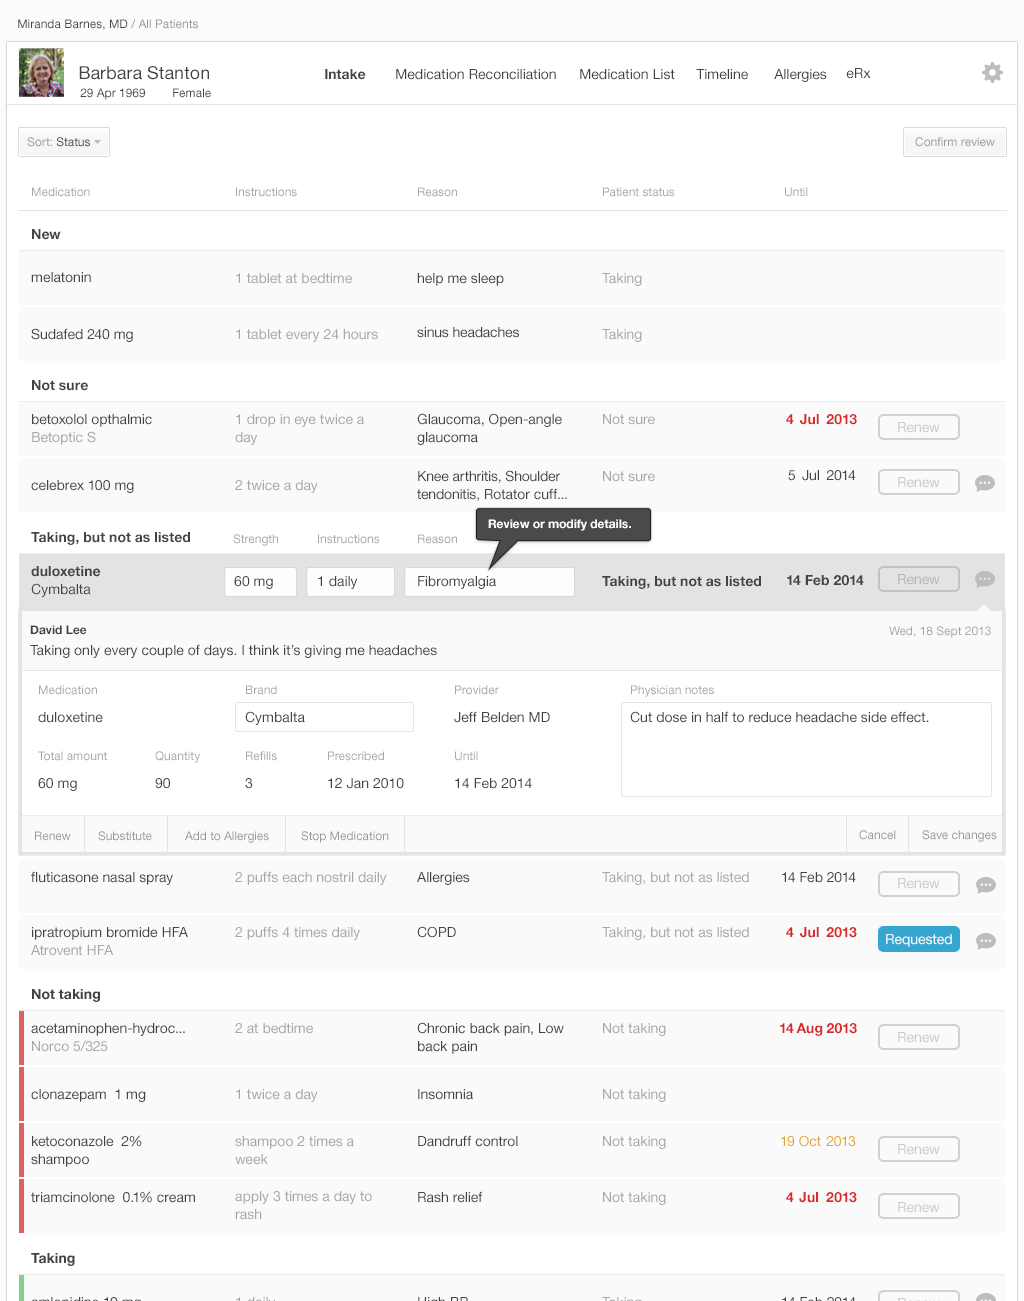 Miranda Barnes, MD / All Patients
Barbara Stanton
29 Apr 1969 Female
Intake Medication Reconciliation Medication List Timeline Allergies eRx
Sort: Status
Confirm review
Medication Instructions Reason Patient status Until
New
melatonin 1 tablet at bedtime help me sleep Taking
Sudafed 240 mg 1 tablet every 24 hours sinus headaches Taking
Not sure
betoxolol opthalmic 1 drop in eye twice a Glaucoma, Open-angle Not sure 4 Jul 2013 Renew
Betoptic S day glaucoma
celebrex 100 mg 2 twice a day Knee arthritis, Shoulder Not sure 5 Jul 2014 Renew
tendonitis, Rotator cuff...
Review or modify details.
Taking, but not as listed Strength Instructions Reason
duloxetine 60 mg 1 daily Fibromyalgia Taking, but not as listed 14 Feb 2014 Renew
Cymbalta
David Lee Wed, 18 Sept 2013
Taking only every couple of days. I think it's giving me headaches
Medication Brand Provider Physician notes
duloxetine Cymbalta Jeff Belden MD Cut dose in half to reduce headache side effect.
Total amount Quantity Refills Prescribed Until
60 mg 90 3 12 Jan 2010 14 Feb 2014
Renew Substitute Add to Allergies Stop Medication Cancel Save changes
fluticasone nasal spray 2 puffs each nostril daily Allergies Taking, but not as listed 14 Feb 2014 Renew
ipratropium bromide HFA 2 puffs 4 times daily COPD Taking, but not as listed 4 Jul 2013 Requested
Atrovent HFA
Not taking
acetaminophen-hydroc... 2 at bedtime Chronic back pain, Low Not taking 14 Aug 2013 Renew
Norco 5/325 back pain
clonazepam 1 mg 1 twice a day Insomnia Not taking
ketoconazole 2% shampoo 2 times a Dandruff control Not taking 19 Oct 2013 Renew
shampoo week
triamcinolone 0.1% cream apply 3 times a day to Rash relief Not taking 4 Jul 2013 Renew
rash
Taking